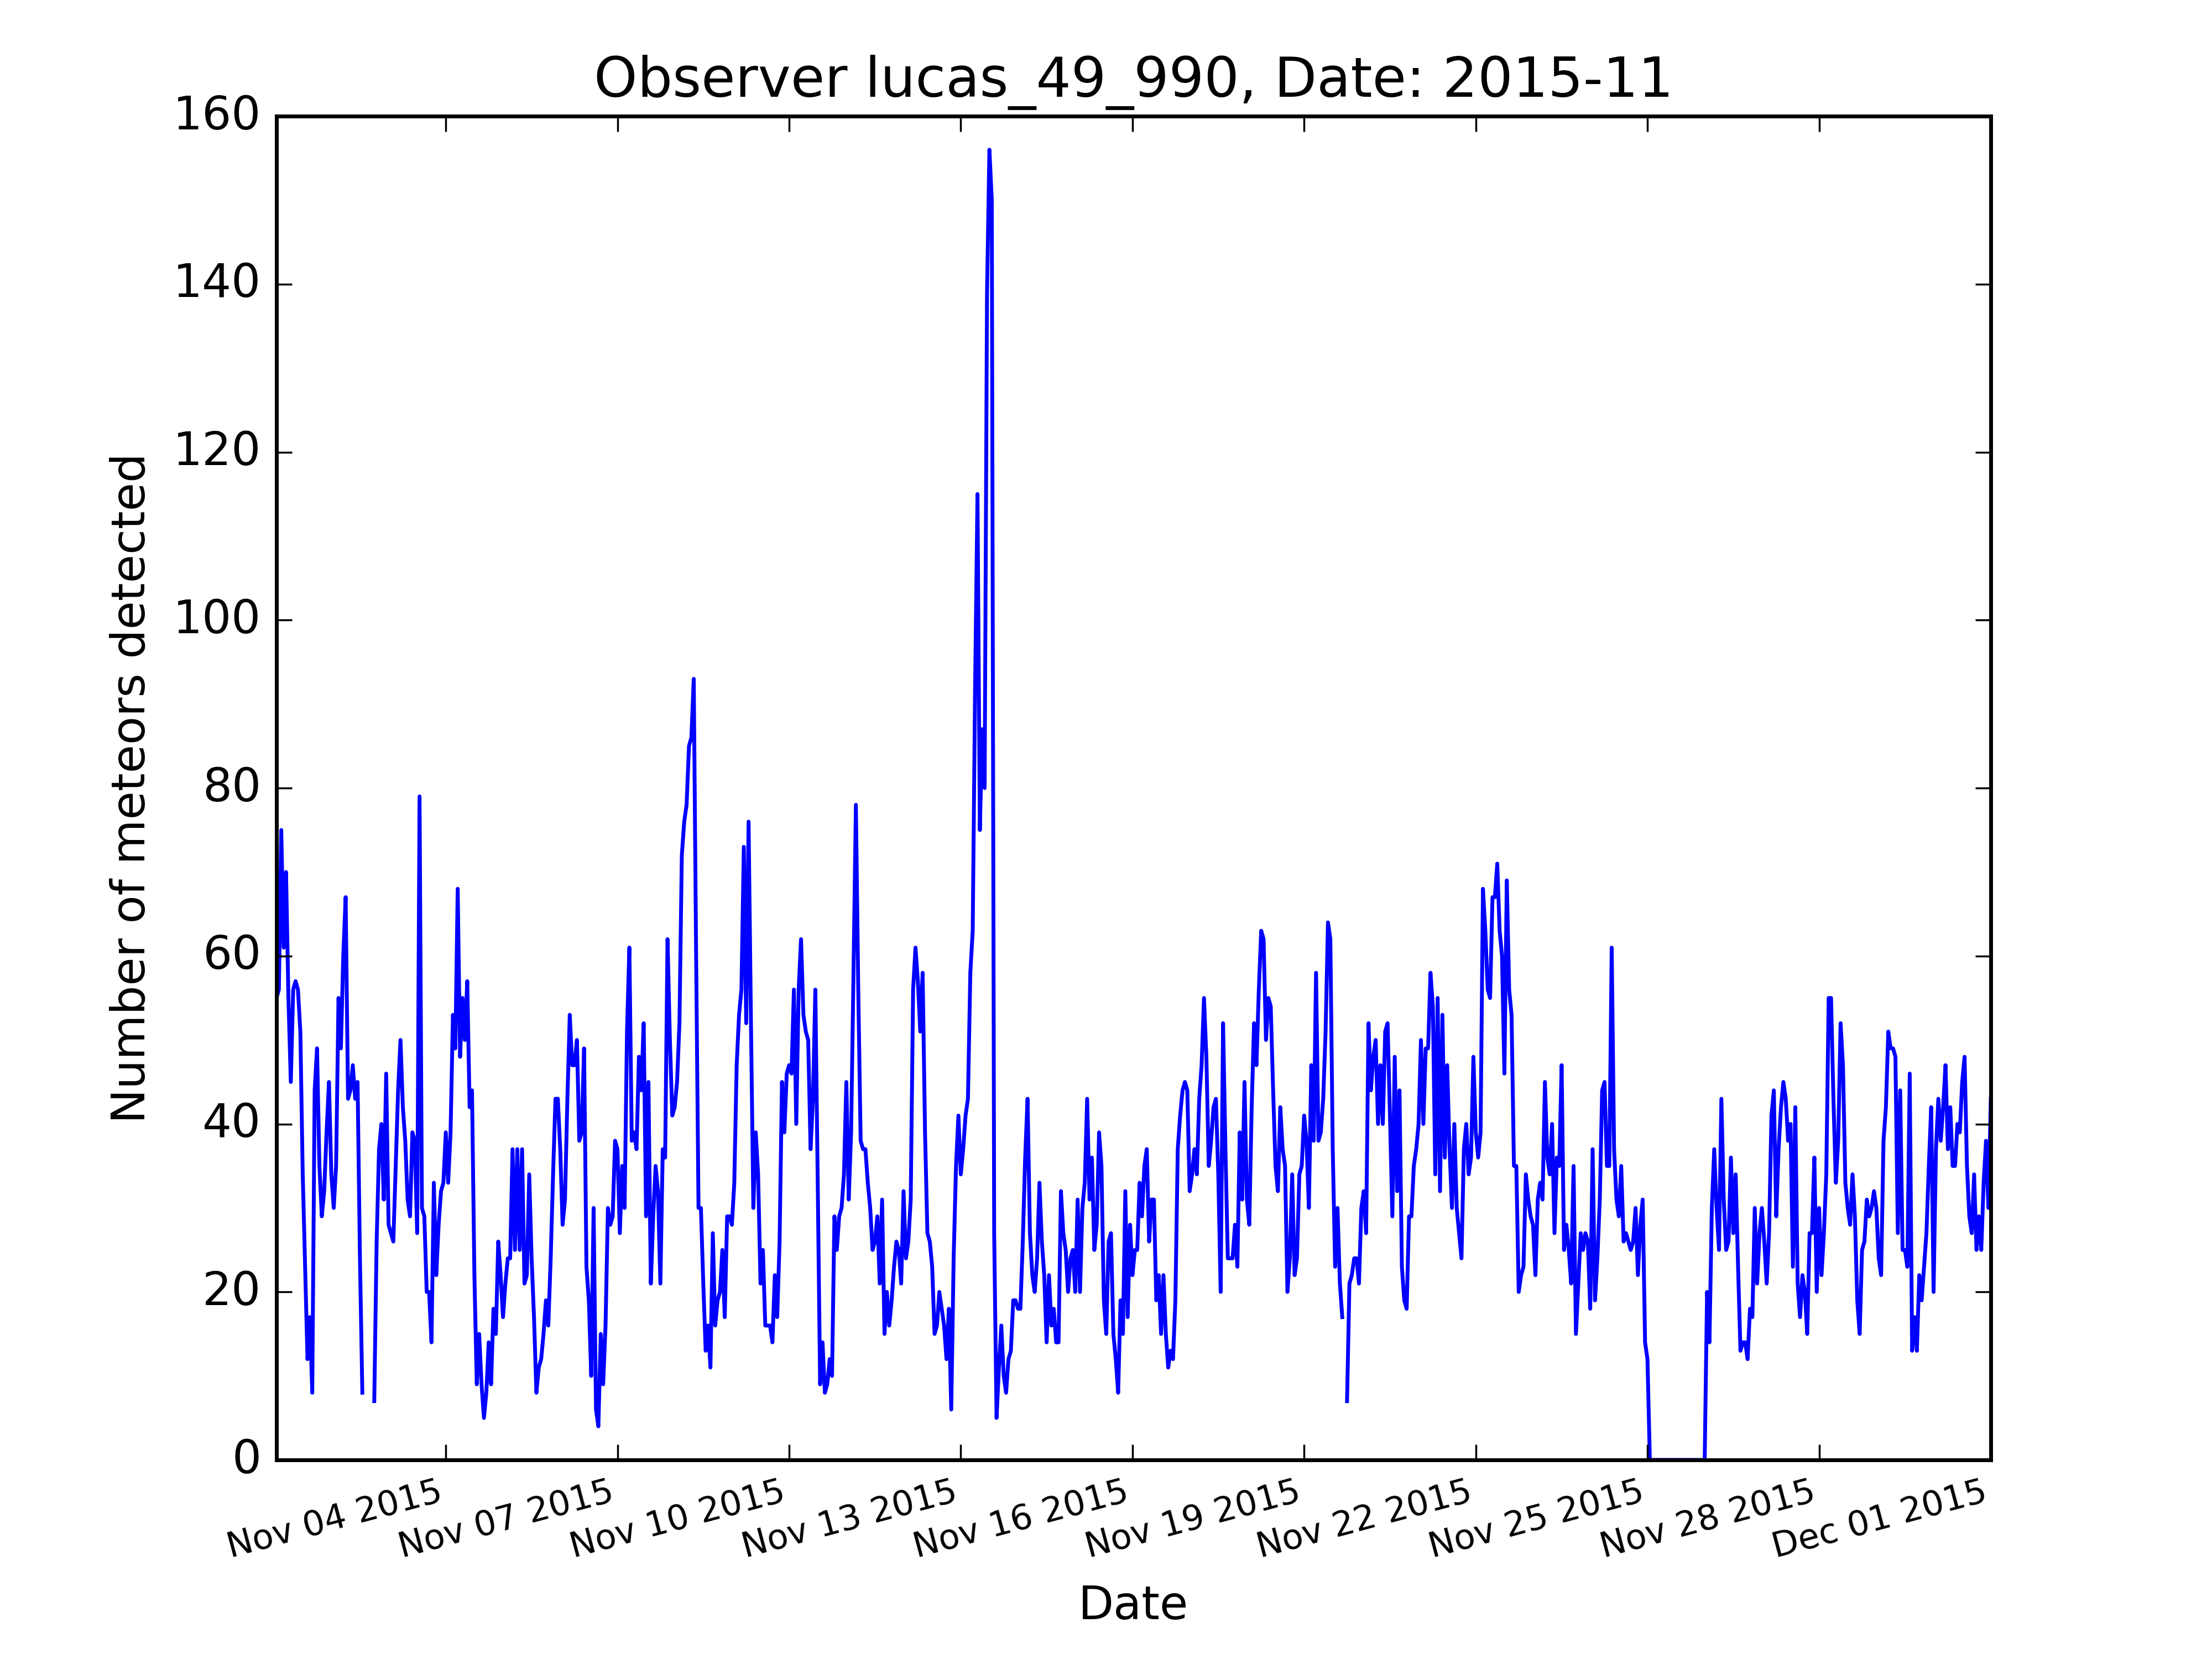 Observer lucas_49_990, Date: 2015-11
160
140
120
100
80
60
40
20
0
Number of meteors detected
Nov 04 2015
Nov 07 2015
Nov 10 2015
Nov 13 2015
Nov 16 2015
Nov 19 2015
Nov 22 2015
Nov 25 2015
Nov 28 2015
Dec 01 2015
Date